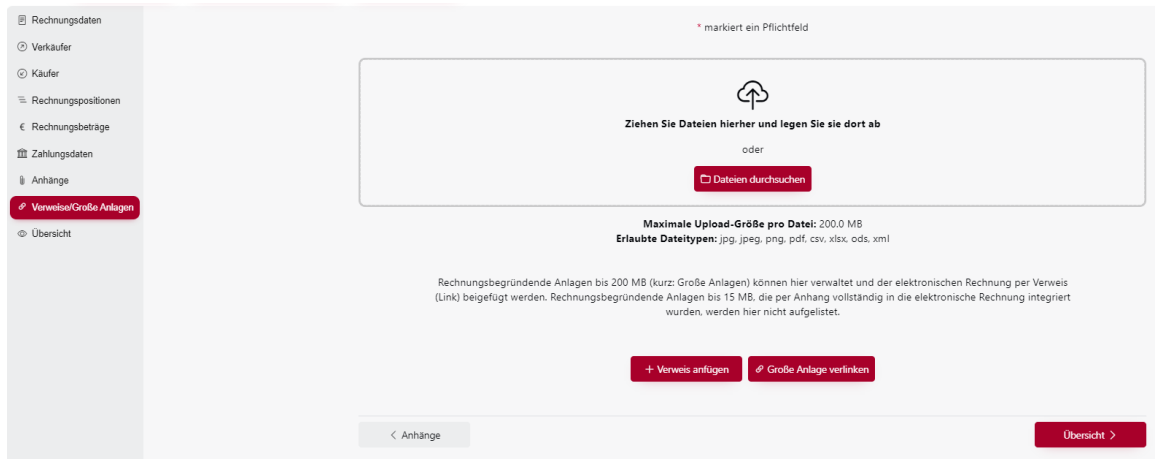 Rechnungsdaten
Verkäufer
Käufer
Rechnungspositionen
€ Rechnungsbeträge
Zahlungsdaten
Anhänge
Verweise/Große Anlagen
Übersicht
* markiert ein Pflichtfeld
Ziehen Sie Dateien hierher und legen Sie sie dort ab
oder
Dateien durchsuchen
Maximale Upload-Größe pro Datei: 200.0 MB
Erlaubte Dateitypen: jpg, jpeg, png, pdf, csv, xlsx, ods, xml
Rechnungsbegründende Anlagen bis 200 MB (kurz: Große Anlagen) können hier verwaltet und der elektronischen Rechnung per Verweis
(Link) beigefügt werden. Rechnungsbegründende Anlagen bis 15 MB, die per Anhang vollständig in die elektronische Rechnung integriert
wurden, werden hier nicht aufgelistet.
+ Verweis anfügen
Große Anlage verlinken
< Anhänge
Übersicht >